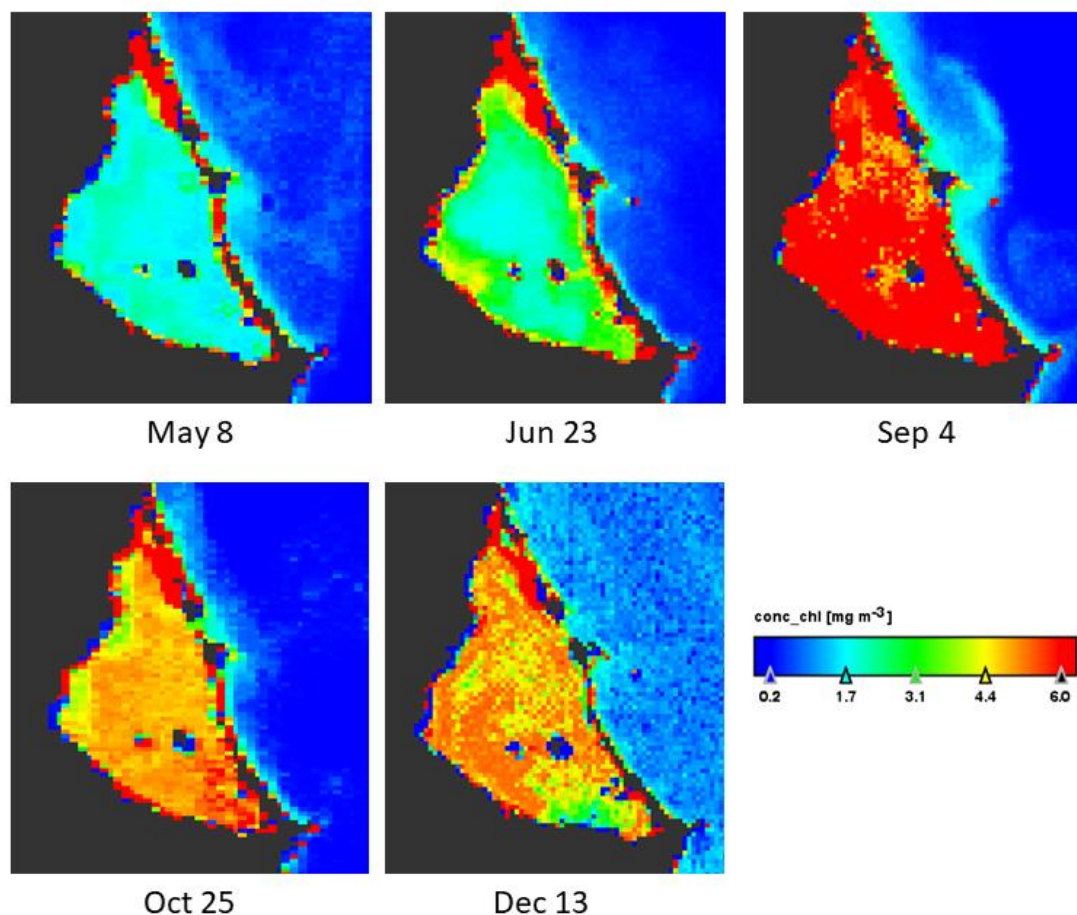 May 8
Jun 23
Sep 4
Oct 25
Dec 13
conc_chl [mg m⁻³]
0.2 1.7 3.1 4.4 6.0